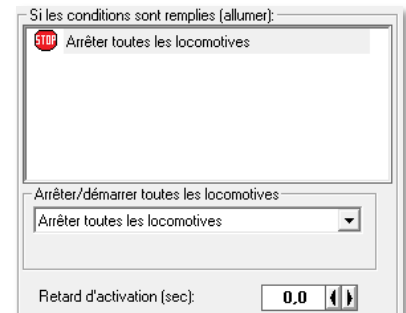 Si les conditions sont remplies (allumer):
STOP Arrêter toutes les locomotives
Arrêter/démarrer toutes les locomotives
Arrêter toutes les locomotives
Retard d'activation (sec): 0,0